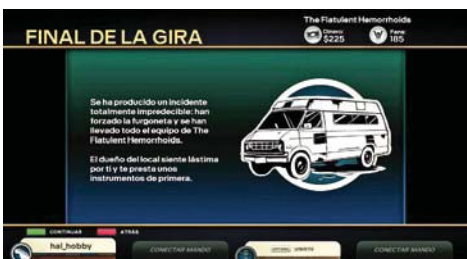 The Flatulent Hemorrhoids
FINAL DE LA GIRA
Dinero: $225
Fans: 185
Se ha producido un incidente
totalmente impredecible: han
forzado la furgoneta y se han
llevado todo el equipo de The
Flatulent Hemorrhoids.
El dueño del local siente lástima
por ti y te presta unos
instrumentos de primera.
CONTINUAR ATRÁS
hal_hobby
CONECTAR MANDO
CONECTAR MANDO